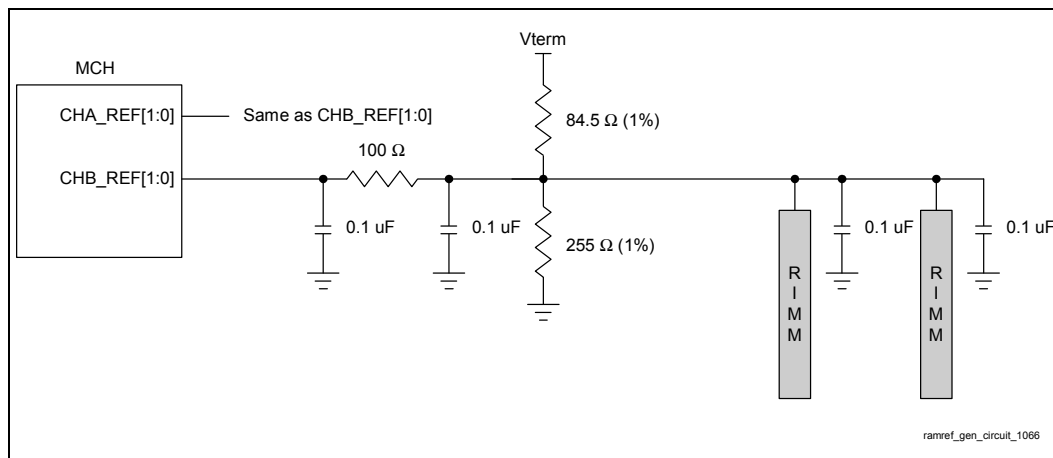 Vterm
MCH
CHA_REF[1:0]
Same as CHB_REF[1:0]
84.5 Ω (1%)
100 Ω
CHB_REF[1:0]
0.1 uF
0.1 uF
255 Ω (1%)
0.1 uF
0.1 uF
R
I
M
M
R
I
M
M
ramref_gen_circuit_1066